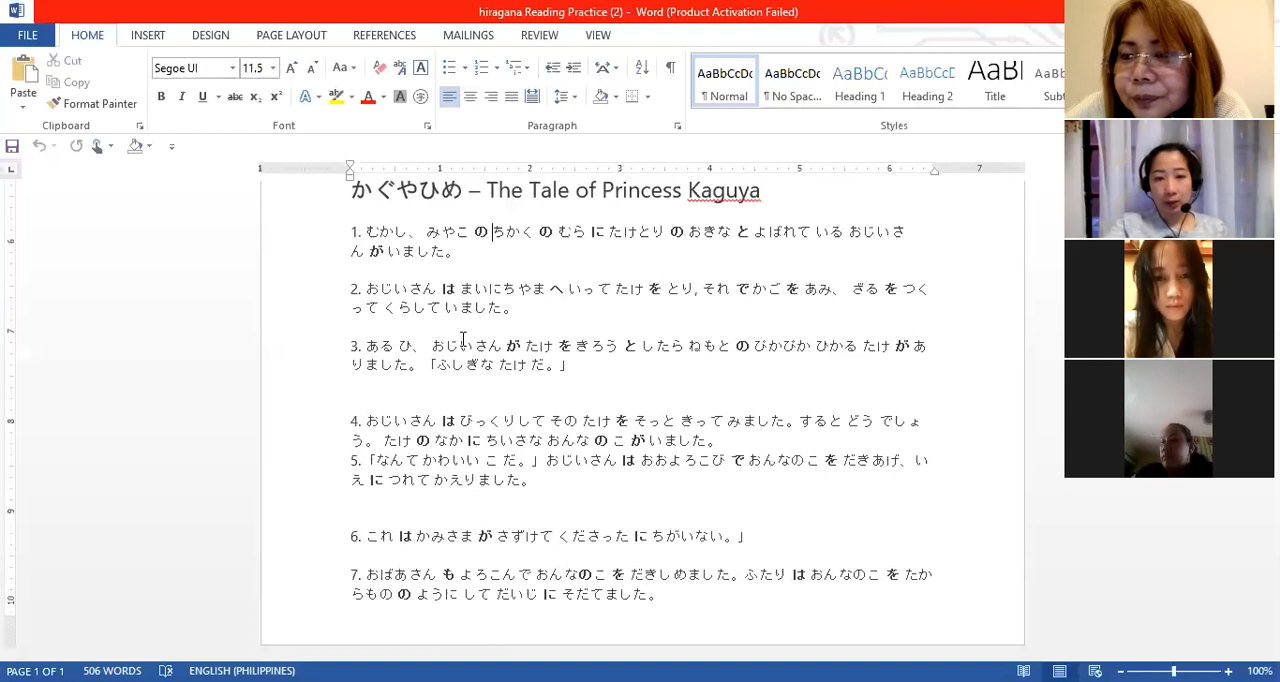 hiragana Reading Practice (2) - Word (Product Activation Failed)
FILE HOME INSERT DESIGN PAGE LAYOUT REFERENCES MAILINGS REVIEW VIEW
Cut
Copy
Format Painter
Paste
Clipboard
Segoe UI 11.5
Font
Paragraph
AaBbCcDc AaBbCcDc AaBbCc AaBbCcDc AaBl AaBb
¶ Normal ¶ No Spac... Heading 1 Heading 2 Title Subt
Styles
かぐやひめ – The Tale of Princess Kaguya
1. むかし、 みやこ の ちかく の むら に たけとり の おきな と よばれて いる おじいさ
ん が いました。
2. おじいさん は まいにちやま へ いって たけ を とり, それ でかご を あみ、 ざる を つく
って くらして いました。
3. ある ひ、 おじいさん が たけ を きろう と したら ねもと の ぴかぴか ひかる たけ が あ
りました。「ふしぎな たけ だ。」
4. おじいさん は びっくりして その たけ を そっと きって みました。すると どう でしょ
う。 たけ の なか に ちいさな おんな の こ が いました。
5.「なんて かわいい こ だ。」おじいさん は おおよろこび で おんなのこ を だきあげ、い
え に つれて かえりました。
6. これ は かみさま が さずけて くださった に ちがいない。」
7. おばあさん も よろこんで おんなのこ を だきしめました。ふたり は おんなのこ を たか
らもの の ように して だいじ に そだてました。
PAGE 1 OF 1 506 WORDS ENGLISH (PHILIPPINES) 100%